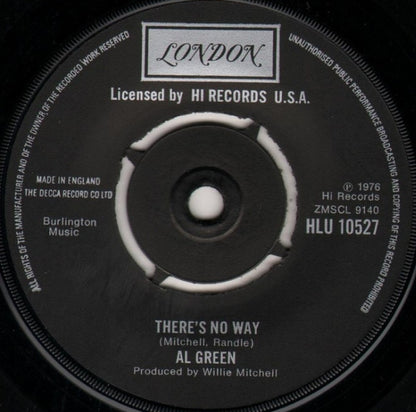 LONDON
Licensed by HI RECORDS U.S.A.
ALL RIGHTS OF THE MANUFACTURER AND OF THE OWNER OF THE RECORDED WORK RESERVED
UNAUTHORISED PUBLIC PERFORMANCE BROADCASTING AND COPYING OF THIS RECORD PROHIBITED
MADE IN ENGLAND
THE DECCA RECORD CO LTD
Burlington
Music
℗ 1976
Hi Records
ZMSCL 9140
HLU 10527
THERE'S NO WAY
(Mitchell, Randle)
AL GREEN
Produced by Willie Mitchell